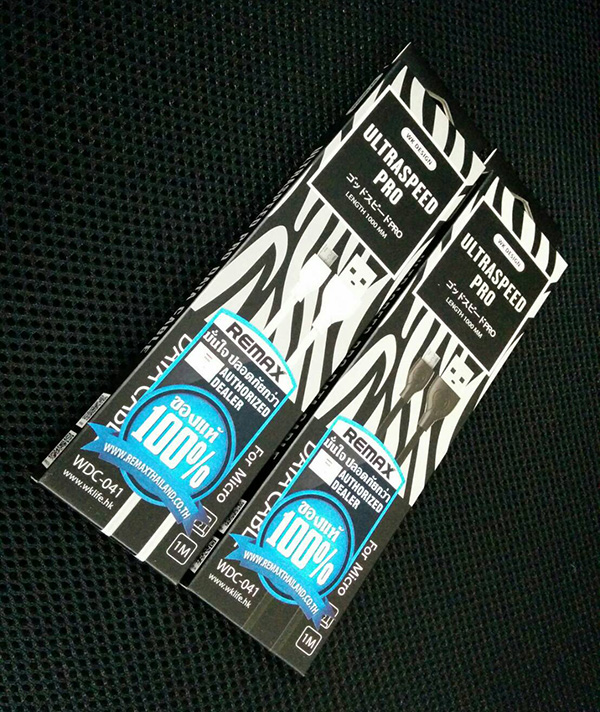 WK DESIGN
ULTRASPEED
PRO
ゴッドスピードPRO
LENGTH 1000 MM
REMAX
มั่นใจ ปลอดภัยกว่า
AUTHORIZED
DEALER
ของแท้
100%
WWW.REMAXTHAILAND.CO.TH
DATA CABLE
For Micro
WDC-041
www.wklife.hk
1M
WK DESIGN
ULTRASPEED
PRO
ゴッドスピードPRO
LENGTH 1000 MM
REMAX
มั่นใจ ปลอดภัยกว่า
AUTHORIZED
DEALER
ของแท้
100%
WWW.REMAXTHAILAND.CO.TH
DATA CABLE
For Micro
WDC-041
www.wklife.hk
1M